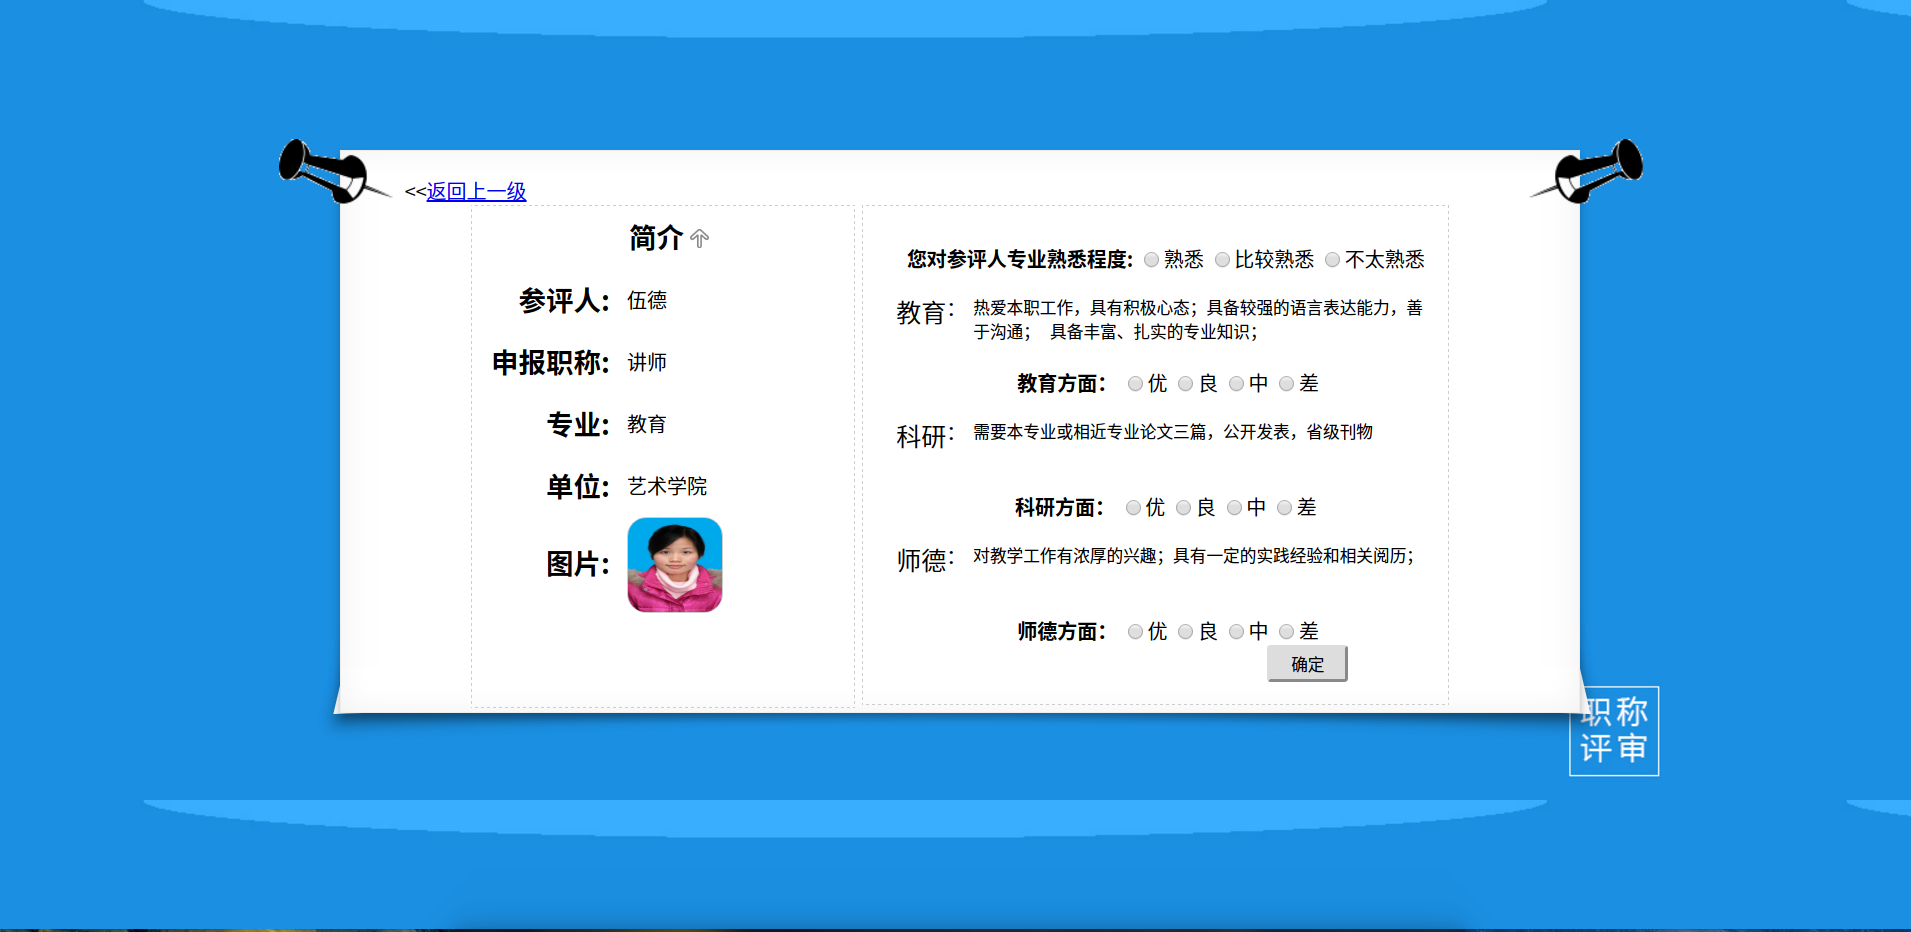 <<返回上一级
简介
参评人: 伍德
申报职称: 讲师
专业: 教育
单位: 艺术学院
图片:
您对参评人专业熟悉程度: 熟悉 比较熟悉 不太熟悉
教育: 热爱本职工作，具有积极心态；具备较强的语言表达能力，善
于沟通； 具备丰富、扎实的专业知识；
教育方面： 优 良 中 差
科研: 需要本专业或相近专业论文三篇，公开发表，省级刊物
科研方面： 优 良 中 差
师德: 对教学工作有浓厚的兴趣；具有一定的实践经验和相关阅历；
师德方面： 优 良 中 差
确定
职称
评审